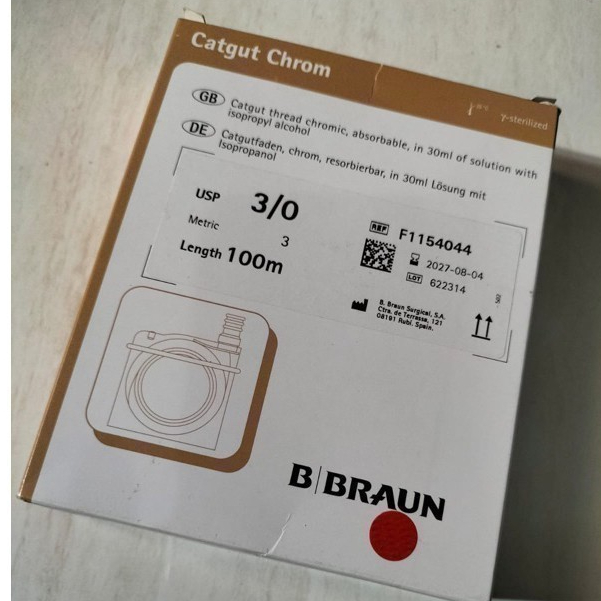 Catgut Chrom
γ-sterilized
GB Catgut thread chromic, absorbable, in 30ml of solution with
isopropyl alcohol
DE Catgutfaden, chrom, resorbierbar, in 30ml Lösung mit
Isopropanol
USP 3/0
Metric 3
Length 100m
REF F1154044
2027-08-04
LOT 622314
B. Braun Surgical, S.A.
Ctra. de Terrassa, 121
08191 Rubí. Spain.
B|BRAUN